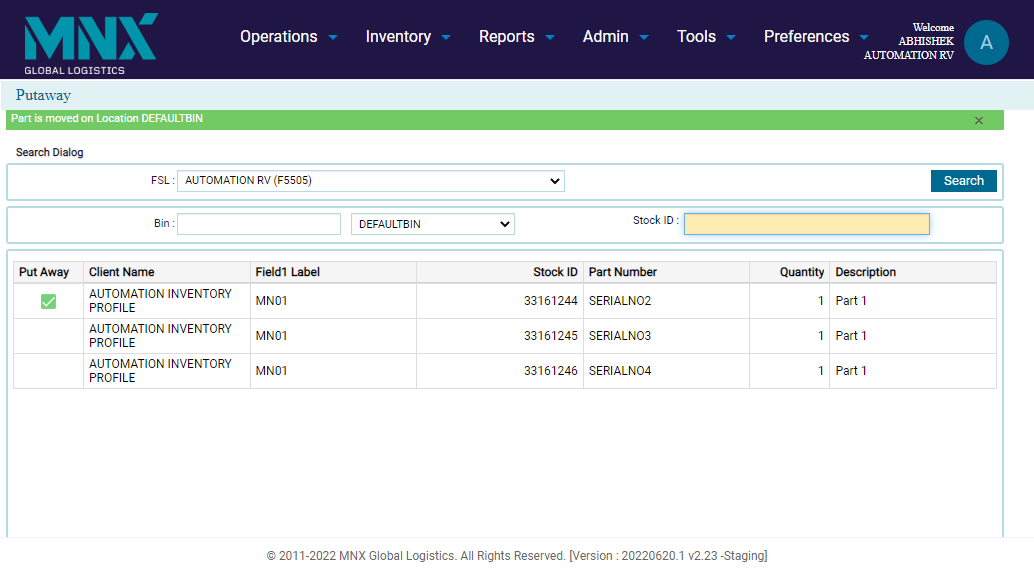 MNX
GLOBAL LOGISTICS
Operations Inventory Reports Admin Tools Preferences
Welcome
ABHISHEK
AUTOMATION RV
A
Putaway
Part is moved on Location DEFAULTBIN
Search Dialog
FSL : AUTOMATION RV (F5505) Search
Bin : DEFAULTBIN Stock ID :
Put Away Client Name Field1 Label Stock ID Part Number Quantity Description
AUTOMATION INVENTORY PROFILE MN01 33161244 SERIALNO2 1 Part 1
AUTOMATION INVENTORY PROFILE MN01 33161245 SERIALNO3 1 Part 1
AUTOMATION INVENTORY PROFILE MN01 33161246 SERIALNO4 1 Part 1
© 2011-2022 MNX Global Logistics. All Rights Reserved. [Version : 20220620.1 v2.23 -Staging]